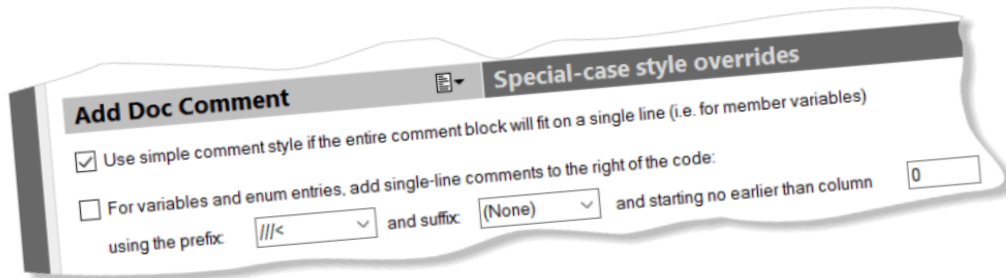 Add Doc Comment Special-case style overrides
Use simple comment style if the entire comment block will fit on a single line (i.e. for member variables)
For variables and enum entries, add single-line comments to the right of the code:
using the prefix: ///< and suffix: (None) and starting no earlier than column 0